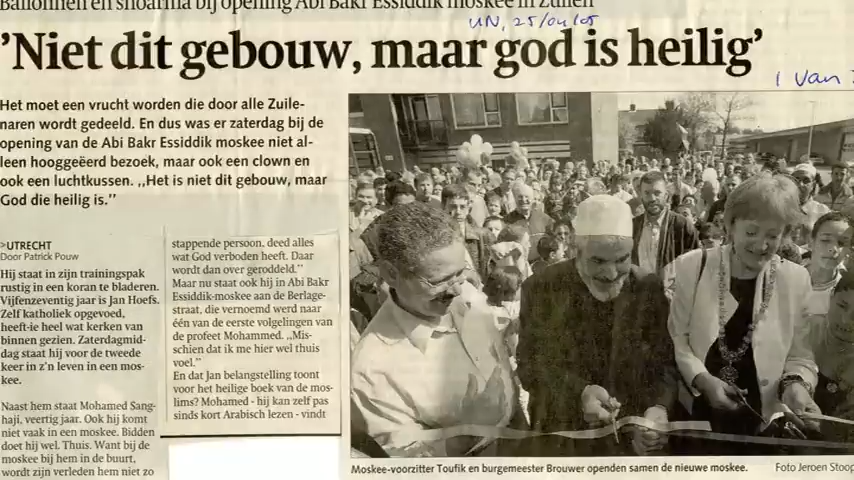 Ballonnen en shoarma bij opening Abi Bakr Essiddik moskee in Zuilen
UN, 25/04/05
'Niet dit gebouw, maar god is heilig'
1 van
Het moet een vrucht worden die door alle Zuile-
naren wordt gedeeld. En dus was er zaterdag bij de
opening van de Abi Bakr Essiddik moskee niet al-
leen hooggeëerd bezoek, maar ook een clown en
ook een luchtkussen. ,,Het is niet dit gebouw, maar
God die heilig is.''
>UTRECHT
Door Patrick Pouw
Hij staat in zijn trainingspak
rustig in een koran te bladeren.
Vijfenzeventig jaar is Jan Hoefs.
Zelf katholiek opgevoed,
heeft-ie heel wat kerken van
binnen gezien. Zaterdagmid-
dag staat hij voor de tweede
keer in z'n leven in een mos-
kee.
Naast hem staat Mohamed Sang-
haji, veertig jaar. Ook hij komt
niet vaak in een moskee. Bidden
doet hij wel. Thuis. Want bij de
moskee bij hem in de buurt,
wordt zijn verleden hem niet zo
stappende persoon, deed alles
wat God verboden heeft. Daar
wordt dan over geroddeld.''
Maar nu staat ook hij in Abi Bakr
Essiddik-moskee aan de Berlage-
straat, die vernoemd werd naar
één van de eerste volgelingen van
de profeet Mohammed. ,,Mis-
schien dat ik me hier wel thuis
voel.''
En dat Jan belangstelling toont
voor het heilige boek van de mos-
lims? Mohamed - hij kan zelf pas
sinds kort Arabisch lezen - vindt
Moskee-voorzitter Toufik en burgemeester Brouwer openden samen de nieuwe moskee.
Foto Jeroen Stoop